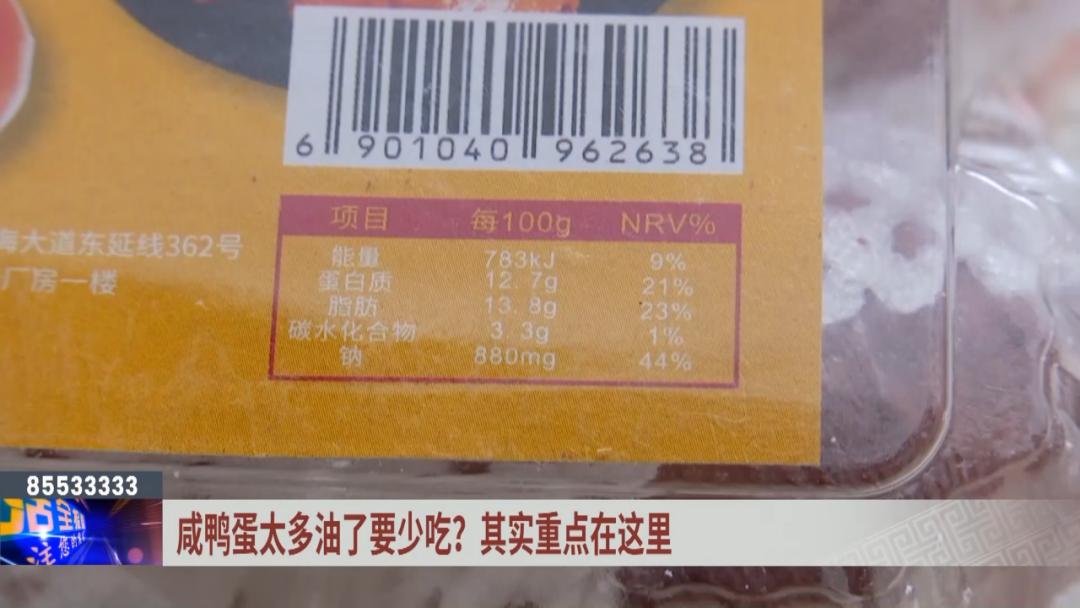 6 901040 962638
项目 每100g NRV%
能量 783kJ 9%
蛋白质 12.7g 21%
脂肪 13.8g 23%
碳水化合物 3.3g 1%
钠 880mg 44%
海大道东延线362号
厂房一楼
85533333
咸鸭蛋太多油了要少吃？其实重点在这里